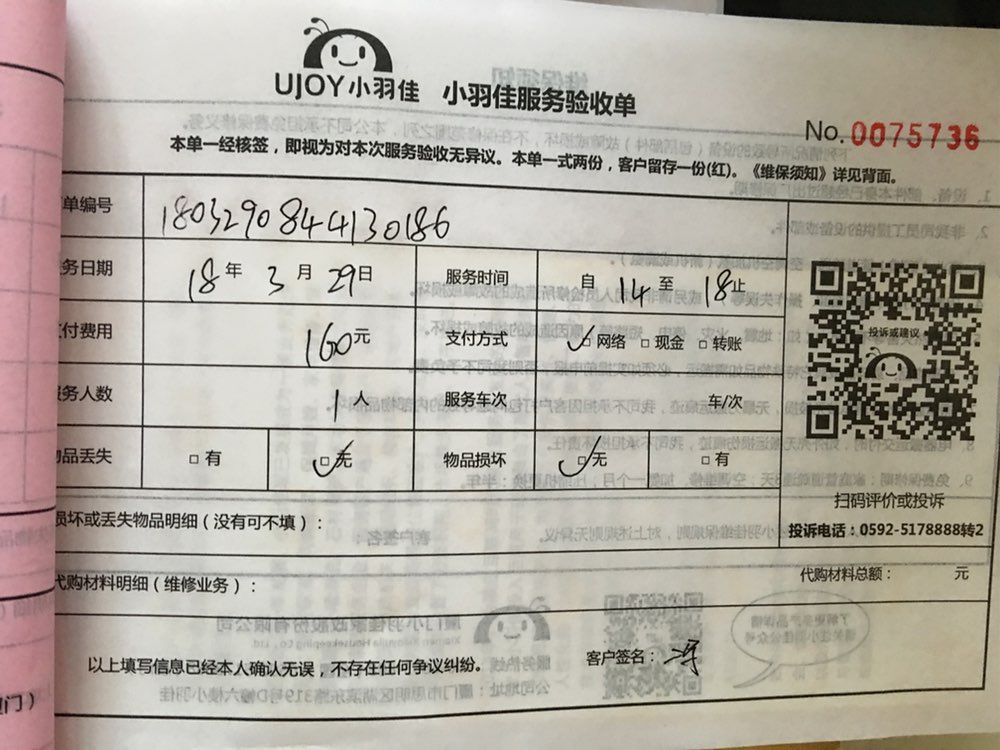 UJOY小羽佳 小羽佳服务验收单
No. 0075736
本单一经核签，即视为对本次服务验收无异议。本单一式两份，客户留存一份(红)。《维保须知》详见背面。
单编号 1803290844130186
务日期 18年3月29日 服务时间 自14至18止
付费用 160元 支付方式 ☑网络 □现金 □转账
务人数 1人 服务车次 车/次
物品丢失 □有 ☑无 物品损坏 ☑无 □有
投诉或建议
扫码评价或投诉
投诉电话：0592-5178888转2
损坏或丢失物品明细（没有可不填）：
代购材料明细（维修业务）：
代购材料总额： 元
以上填写信息已经本人确认无误，不存在任何争议纠纷。
客户签名：
门）